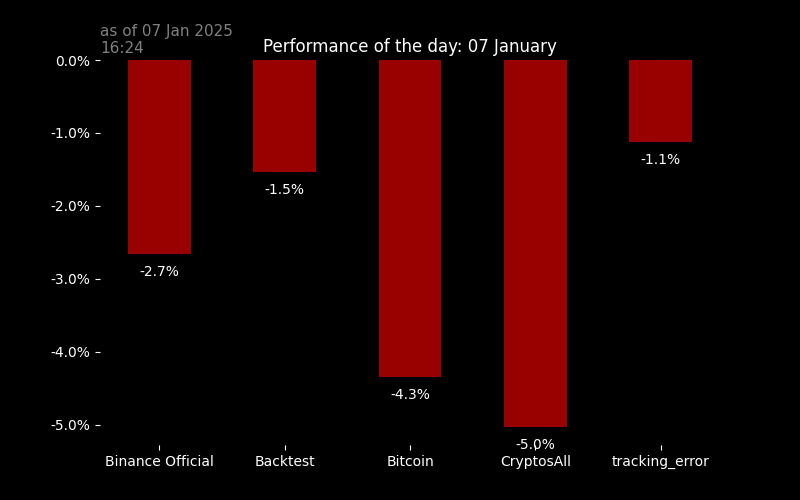 as of 07 Jan 2025
16:24
Performance of the day: 07 January
0.0%
-1.0%
-2.0%
-3.0%
-4.0%
-5.0%
-2.7%
-1.5%
-4.3%
-5.0%
-1.1%
Binance Official
Backtest
Bitcoin
CryptosAll
tracking_error